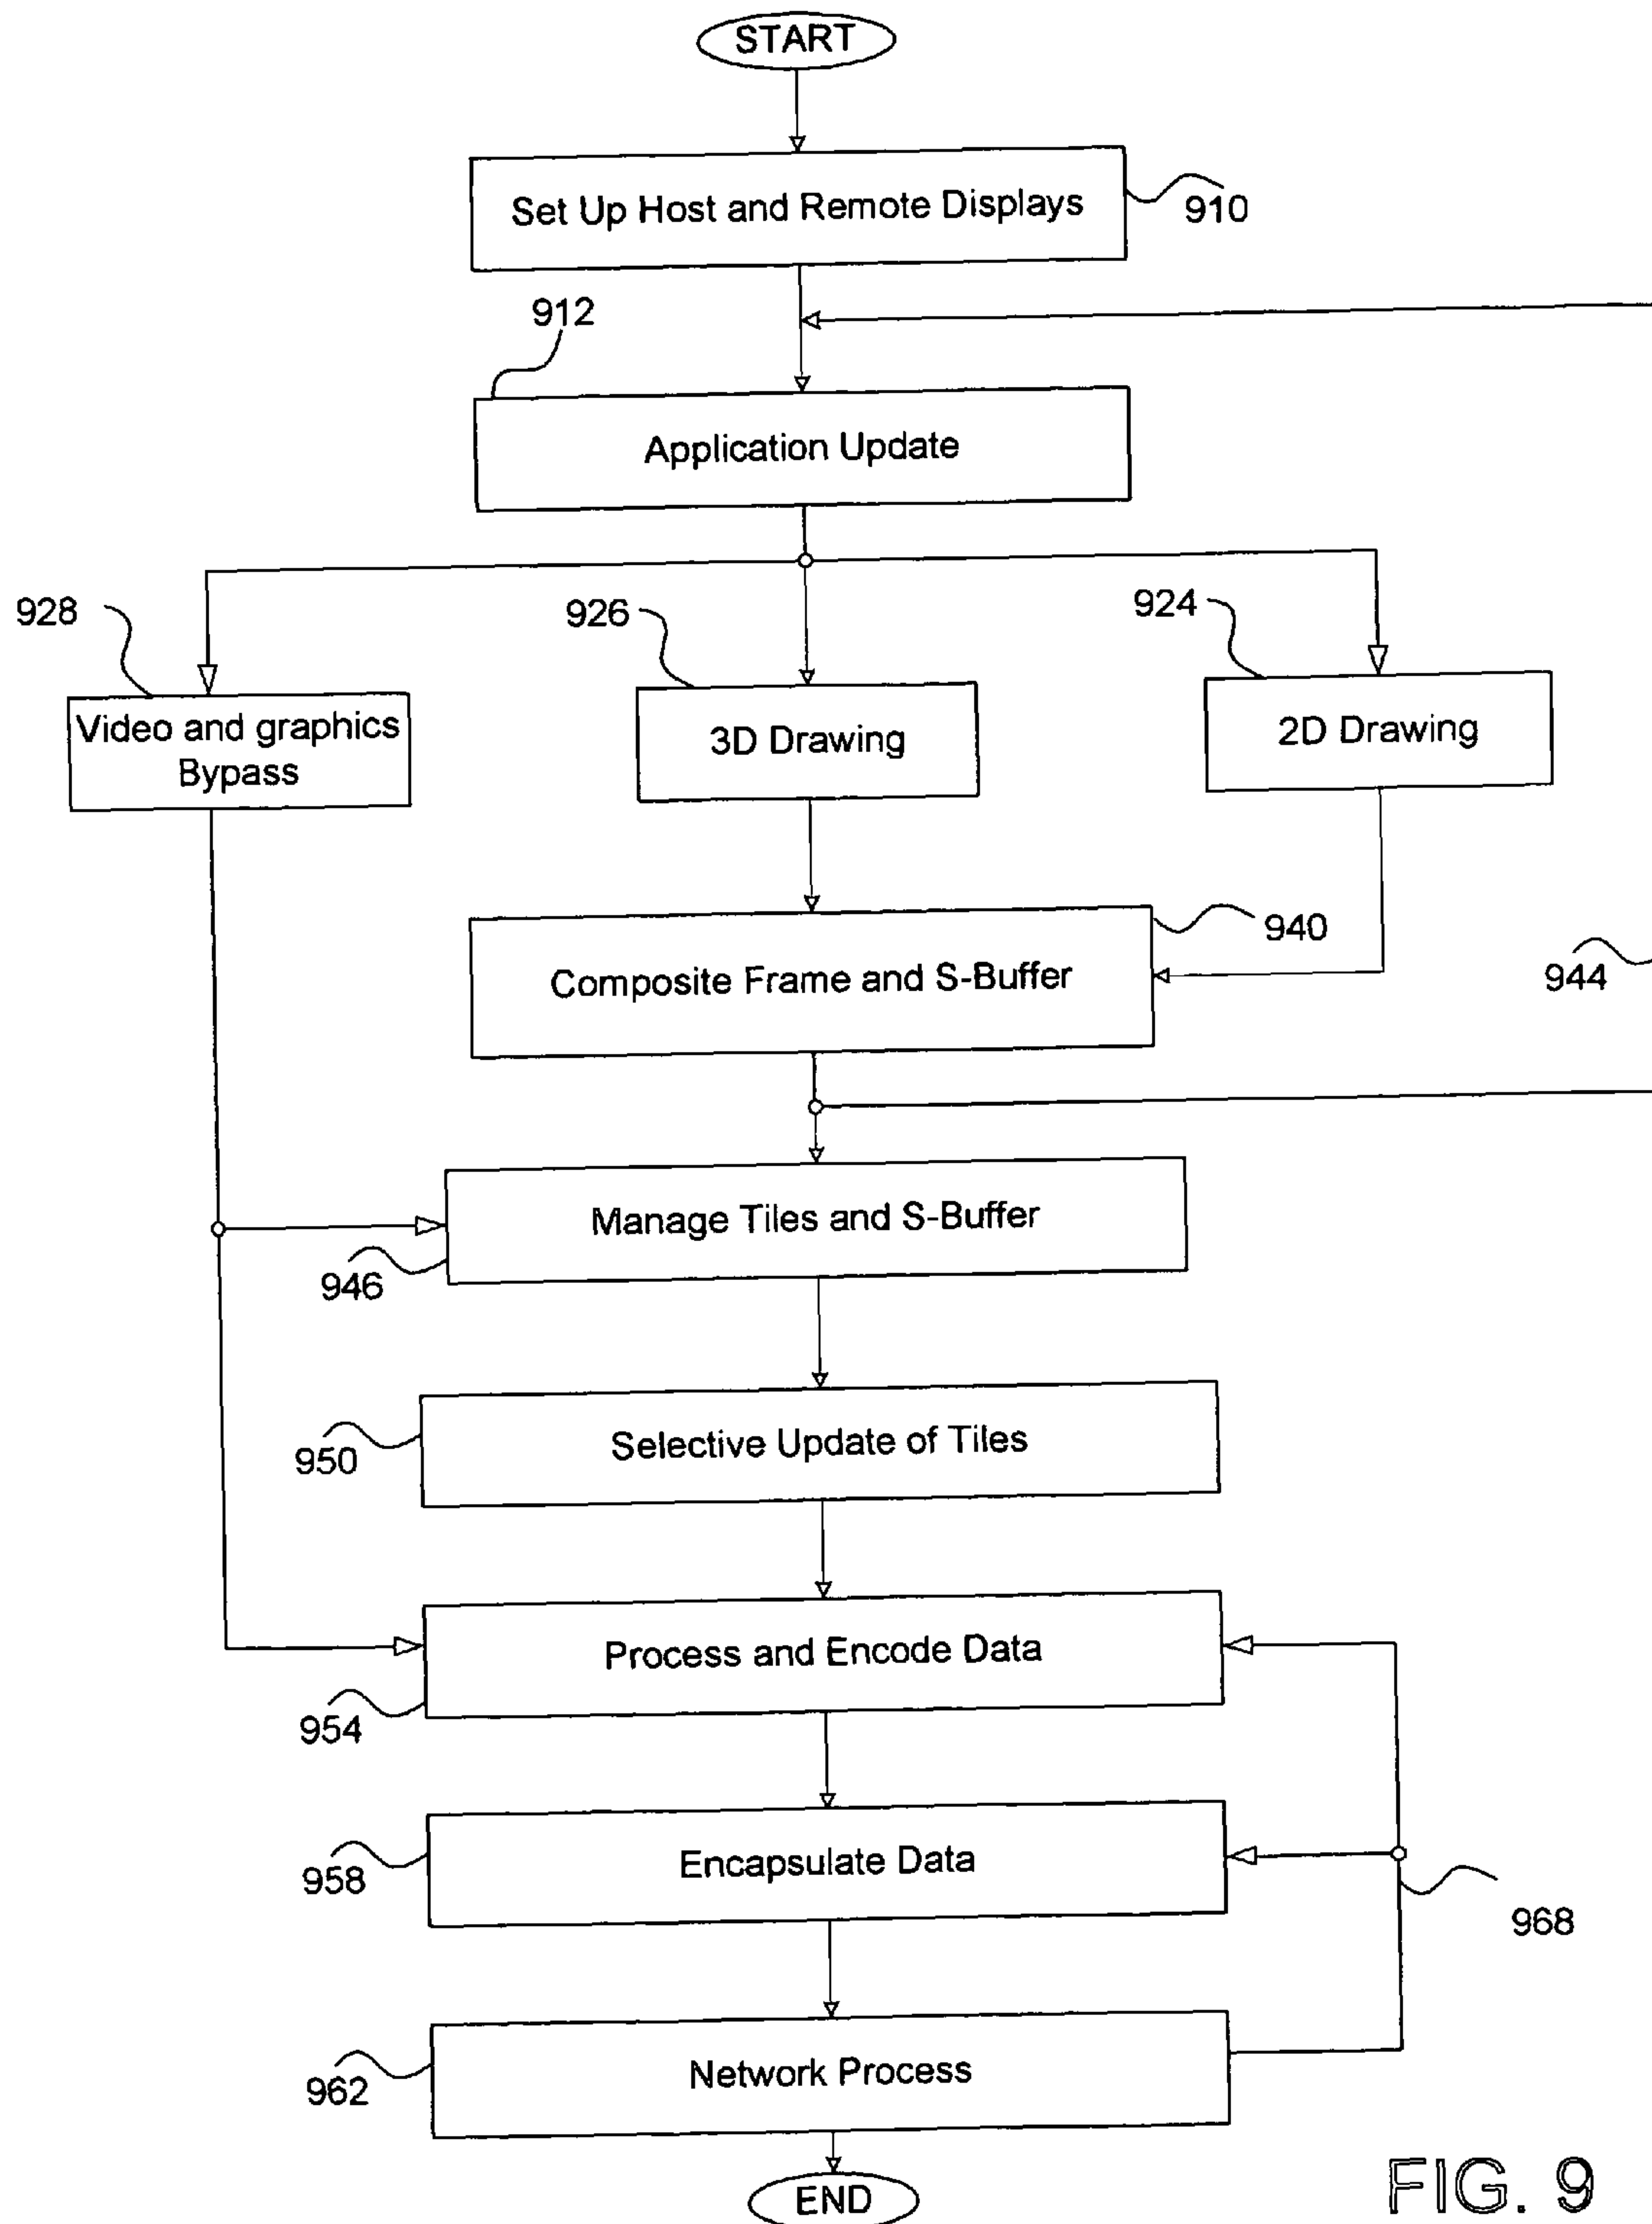 START
Set Up Host and Remote Displays
910
912
Application Update
928
926
924
Video and graphics
Bypass
3D Drawing
2D Drawing
940
Composite Frame and S-Buffer
944
Manage Tiles and S-Buffer
946
Selective Update of Tiles
950
Process and Encode Data
954
Encapsulate Data
958
968
Network Process
962
END
FIG. 9